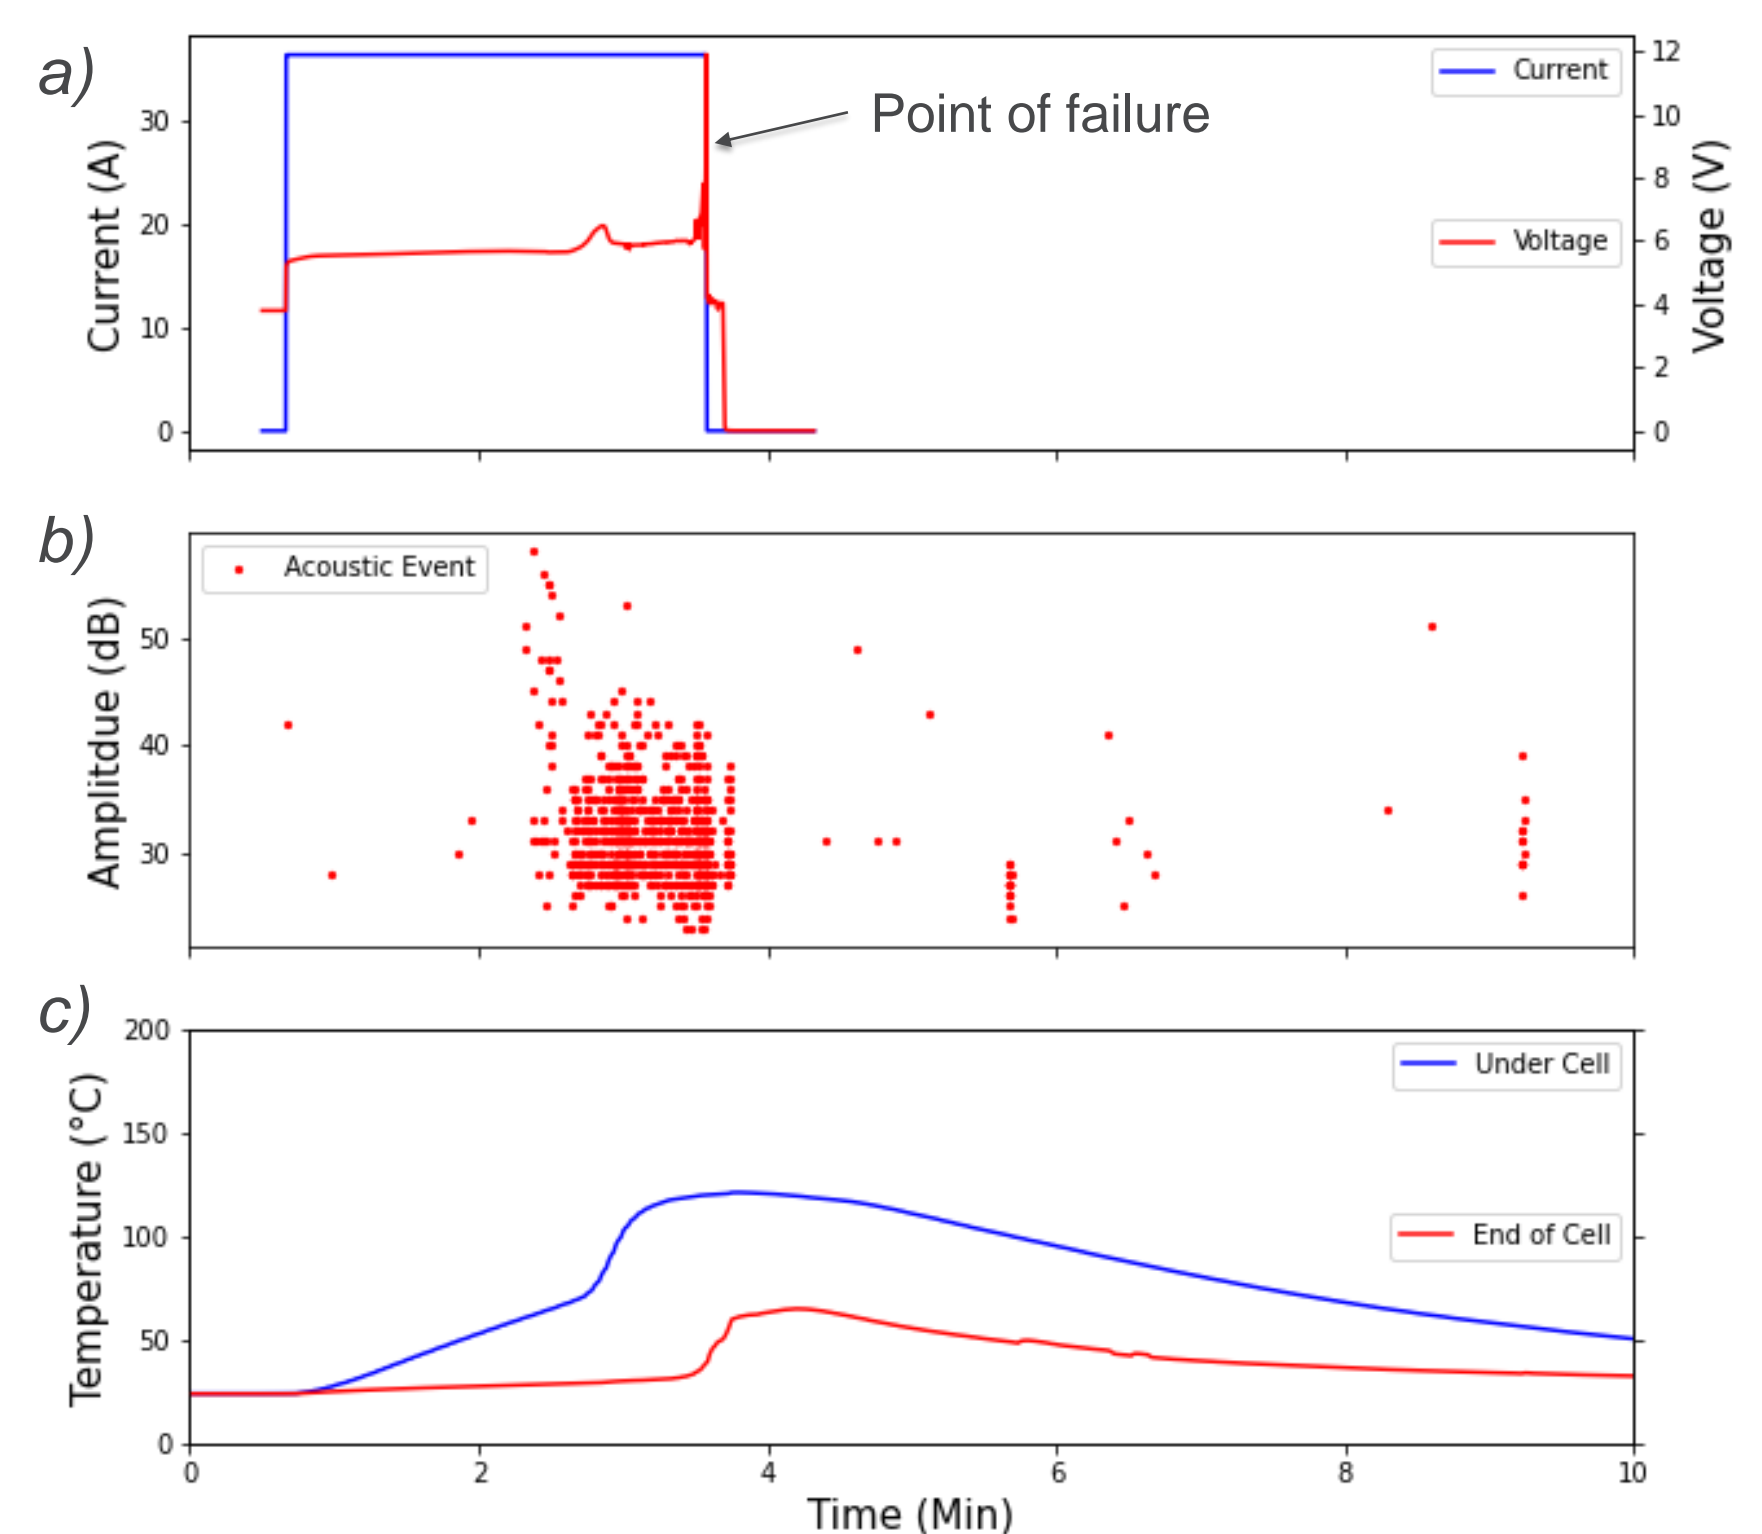 a)
Current (A)
30
20
10
0
Point of failure
Current
Voltage
12
10
8
6
4
2
0
Voltage (V)
b)
Amplitdue (dB)
50
40
30
Acoustic Event
c)
Temperature (°C)
200
150
100
50
0
Under Cell
End of Cell
0 2 4 6 8 10
Time (Min)